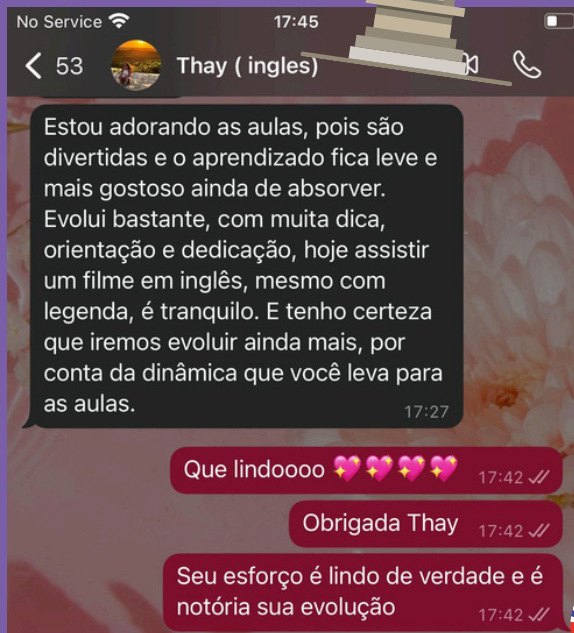 No Service 17:45
53 Thay ( ingles)
Estou adorando as aulas, pois são
divertidas e o aprendizado fica leve e
mais gostoso ainda de absorver.
Evolui bastante, com muita dica,
orientação e dedicação, hoje assistir
um filme em inglês, mesmo com
legenda, é tranquilo. E tenho certeza
que iremos evoluir ainda mais, por
conta da dinâmica que você leva para
as aulas.
17:27
Que lindoooo 💖💖💖💖 17:42
Obrigada Thay 17:42
Seu esforço é lindo de verdade e é
notória sua evolução 17:42